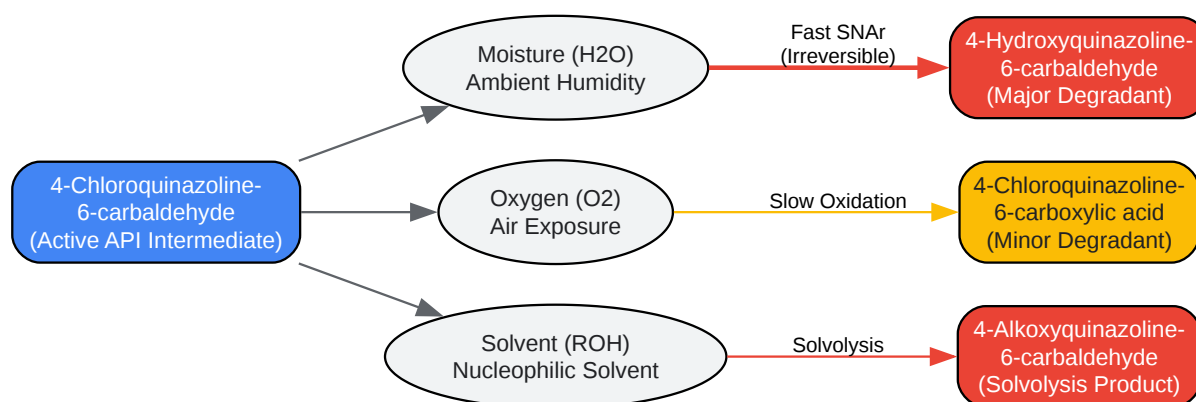 4-Chloroquinazoline-
6-carbaldehyde
(Active API Intermediate)
Moisture (H2O)
Ambient Humidity
Fast SNAr
(Irreversible)
4-Hydroxyquinazoline-
6-carbaldehyde
(Major Degradant)
Oxygen (O2)
Air Exposure
Slow Oxidation
4-Chloroquinazoline-
6-carboxylic acid
(Minor Degradant)
Solvent (ROH)
Nucleophilic Solvent
Solvolysis
4-Alkoxyquinazoline-
6-carbaldehyde
(Solvolysis Product)